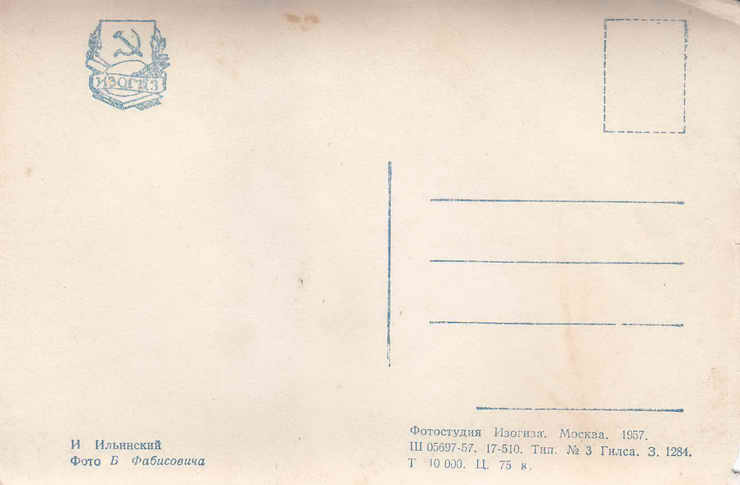 ИЗОГИЗ
И Ильинский
Фото Б Фабисовича
Фотостудия Изогиза. Москва. 1957.
Ш 05697-57. 17-510. Тип. № 3 Гилса. З. 1284.
Т 10 000. Ц. 75 к.